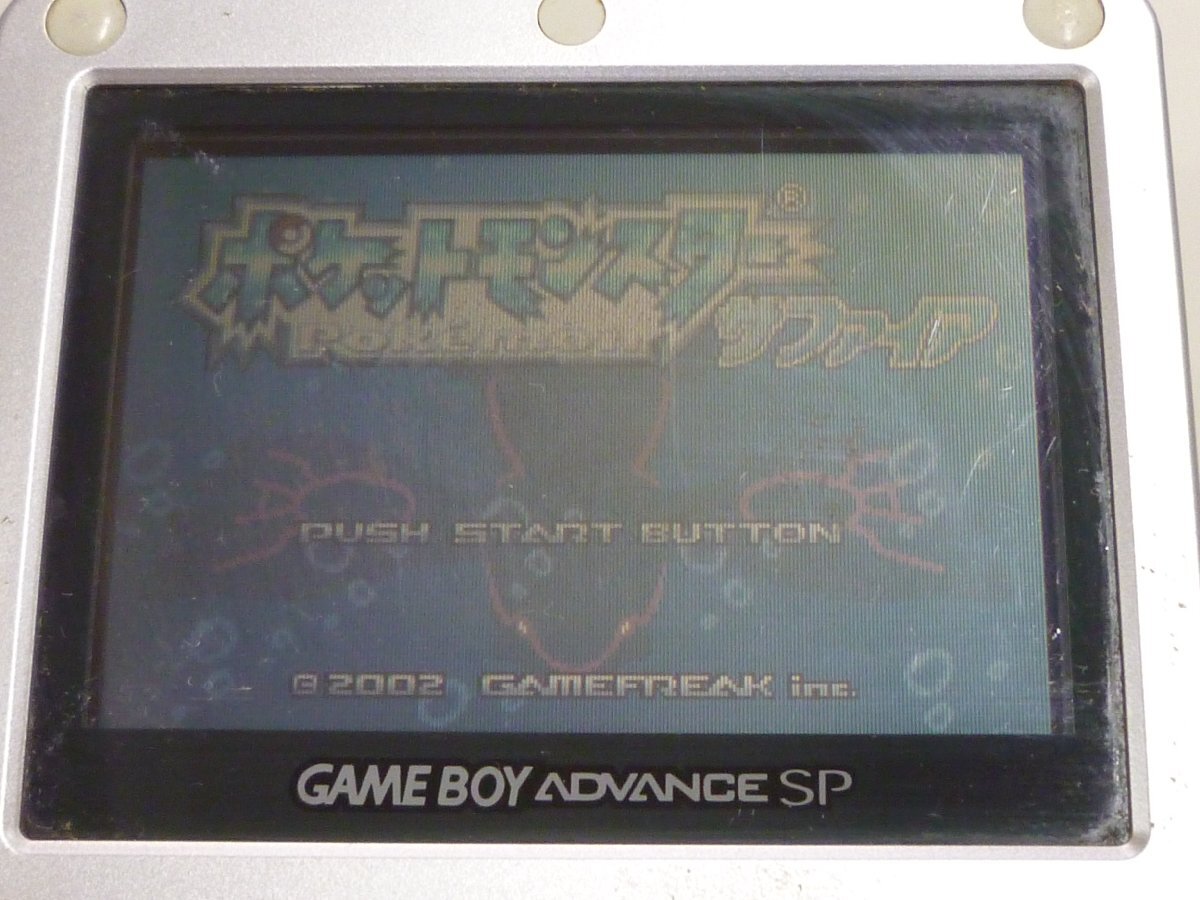 ポケットモンスター®
POKéMON サファイア
PUSH START BUTTON
©2002 GAMEFREAK inc.
GAME BOY ADVANCE SP